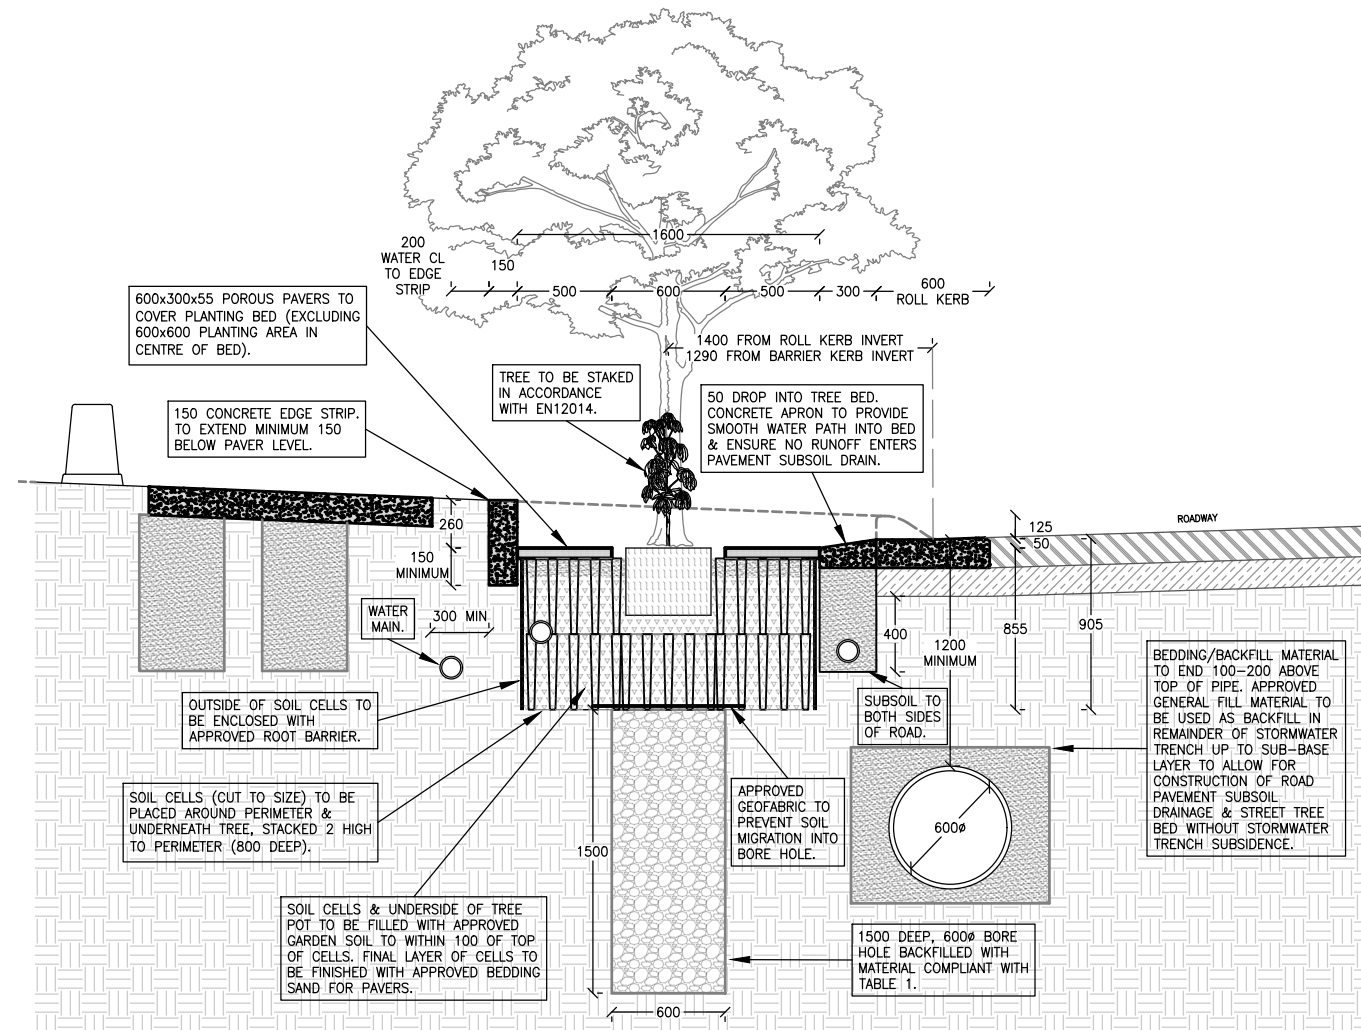 1600
200
WATER CL
TO EDGE
STRIP
150
500
600
500
300
600
ROLL KERB
600x300x55 POROUS PAVERS TO
COVER PLANTING BED (EXCLUDING
600x600 PLANTING AREA IN
CENTRE OF BED).
1400 FROM ROLL KERB INVERT
1290 FROM BARRIER KERB INVERT
TREE TO BE STAKED
IN ACCORDANCE
WITH EN12014.
50 DROP INTO TREE BED.
CONCRETE APRON TO PROVIDE
SMOOTH WATER PATH INTO BED
& ENSURE NO RUNOFF ENTERS
PAVEMENT SUBSOIL DRAIN.
150 CONCRETE EDGE STRIP.
TO EXTEND MINIMUM 150
BELOW PAVER LEVEL.
260
150
MINIMUM
ROADWAY
125
50
WATER
MAIN.
300 MIN
400
1200
MINIMUM
855
905
OUTSIDE OF SOIL CELLS TO
BE ENCLOSED WITH
APPROVED ROOT BARRIER.
SUBSOIL TO
BOTH SIDES
OF ROAD.
BEDDING/BACKFILL MATERIAL
TO END 100-200 ABOVE
TOP OF PIPE. APPROVED
GENERAL FILL MATERIAL TO
BE USED AS BACKFILL IN
REMAINDER OF STORMWATER
TRENCH UP TO SUB-BASE
LAYER TO ALLOW FOR
CONSTRUCTION OF ROAD
PAVEMENT SUBSOIL
DRAINAGE & STREET TREE
BED WITHOUT STORMWATER
TRENCH SUBSIDENCE.
SOIL CELLS (CUT TO SIZE) TO BE
PLACED AROUND PERIMETER &
UNDERNEATH TREE, STACKED 2 HIGH
TO PERIMETER (800 DEEP).
APPROVED
GEOFABRIC TO
PREVENT SOIL
MIGRATION INTO
BORE HOLE.
600ø
1500
SOIL CELLS & UNDERSIDE OF TREE
POT TO BE FILLED WITH APPROVED
GARDEN SOIL TO WITHIN 100 OF TOP
OF CELLS. FINAL LAYER OF CELLS TO
BE FINISHED WITH APPROVED BEDDING
SAND FOR PAVERS.
1500 DEEP, 600ø BORE
HOLE BACKFILLED WITH
MATERIAL COMPLIANT WITH
TABLE 1.
600